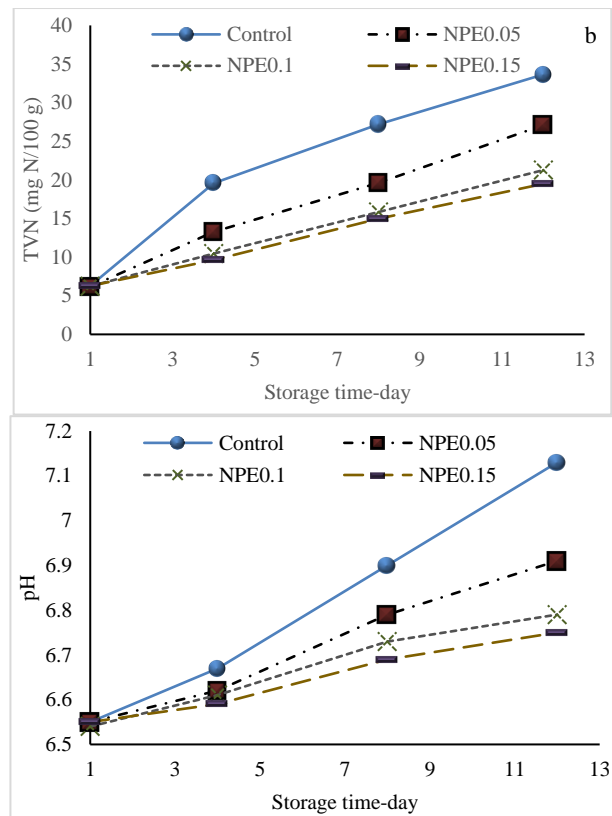 40
35
30
25
20
15
10
5
0
TVN (mg N/100 g)
Control
NPE0.05
NPE0.1
NPE0.15
b
1 3 5 7 9 11 13
Storage time-day
7.2
7.1
7
6.9
6.8
6.7
6.6
6.5
pH
Control
NPE0.05
NPE0.1
NPE0.15
1 3 5 7 9 11 13
Storage time-day